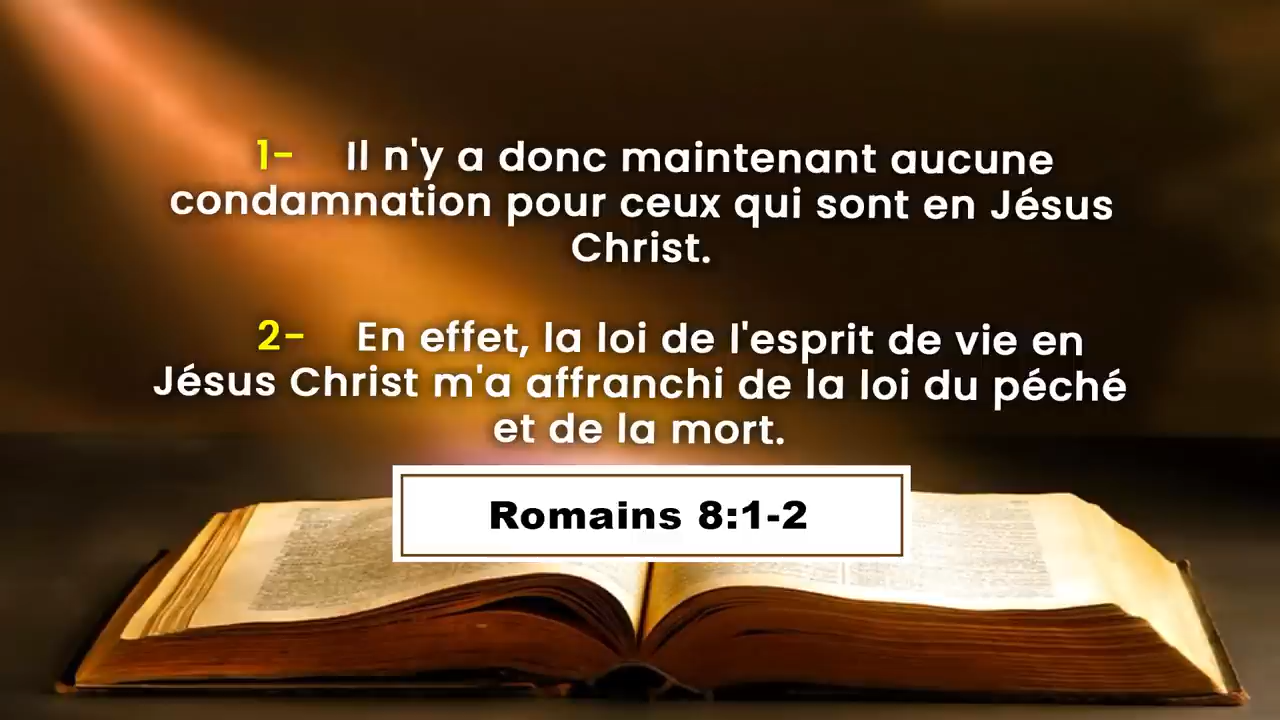 1- Il n'y a donc maintenant aucune
condamnation pour ceux qui sont en Jésus
Christ.
2- En effet, la loi de l'esprit de vie en
Jésus Christ m'a affranchi de la loi du péché
et de la mort.
Romains 8:1-2